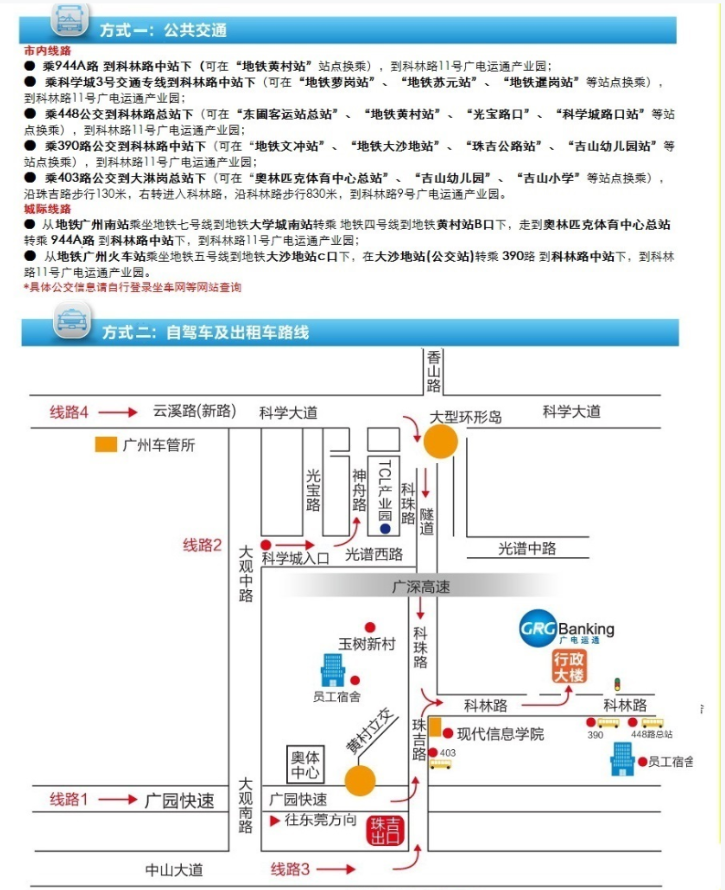 方式一：公共交通
市内线路
● 乘944A路 到科林路中站下（可在“地铁黄村站”站点换乘），到科林路11号广电运通产业园；
● 乘科学城3号交通专线到科林路中站下（可在“地铁萝岗站”、“地铁苏元站”、“地铁暹岗站”等站点换乘），
到科林路11号广电运通产业园；
● 乘448公交到科林路总站下（可在“东圃客运站总站”、“地铁黄村站”、“光宝路口”、“科学城路口站”等站
点换乘），到科林路11号广电运通产业园；
● 乘390路公交到科林路中站下（可在“地铁文冲站”、“地铁大沙地站”、“珠吉公路站”、“吉山幼儿园站”等
站点换乘），到科林路11号广电运通产业园；
● 乘403路公交到大淋岗总站下（可在“奥林匹克体育中心总站”、“吉山幼儿园”、“吉山小学”等站点换乘），
沿珠吉路步行130米，右转进入科林路，沿科林路步行830米，到科林路9号广电运通产业园。
城际线路
● 从地铁广州南站乘坐地铁七号线到地铁大学城南站转乘 地铁四号线到地铁黄村站B口下，走到奥林匹克体育中心总站
转乘 944A路 到科林路中站下，到科林路11号广电运通产业园；
● 从地铁广州火车站乘坐地铁五号线到地铁大沙地站C口下，在大沙地站(公交站)转乘 390路 到科林路中站下，到科林
路11号广电运通产业园。
*具体公交信息请自行登录坐车网等网站查询
方式二：自驾车及出租车路线
香山路
线路4
云溪路(新路)
科学大道
大型环形岛
科学大道
广州车管所
光宝路
神舟路
TCL产业园
科珠路
隧道
线路2
大观中路
科学城入口
光谱西路
光谱中路
广深高速
科珠路
玉树新村
GRG Banking
广电运通
行政
大楼
员工宿舍
科林路
科林路
珠吉路
黄村立交
现代信息学院
390
448路总站
403
员工宿舍
奥体
中心
线路1
广园快速
大观南路
广园快速
往东莞方向
珠吉
出口
中山大道
线路3